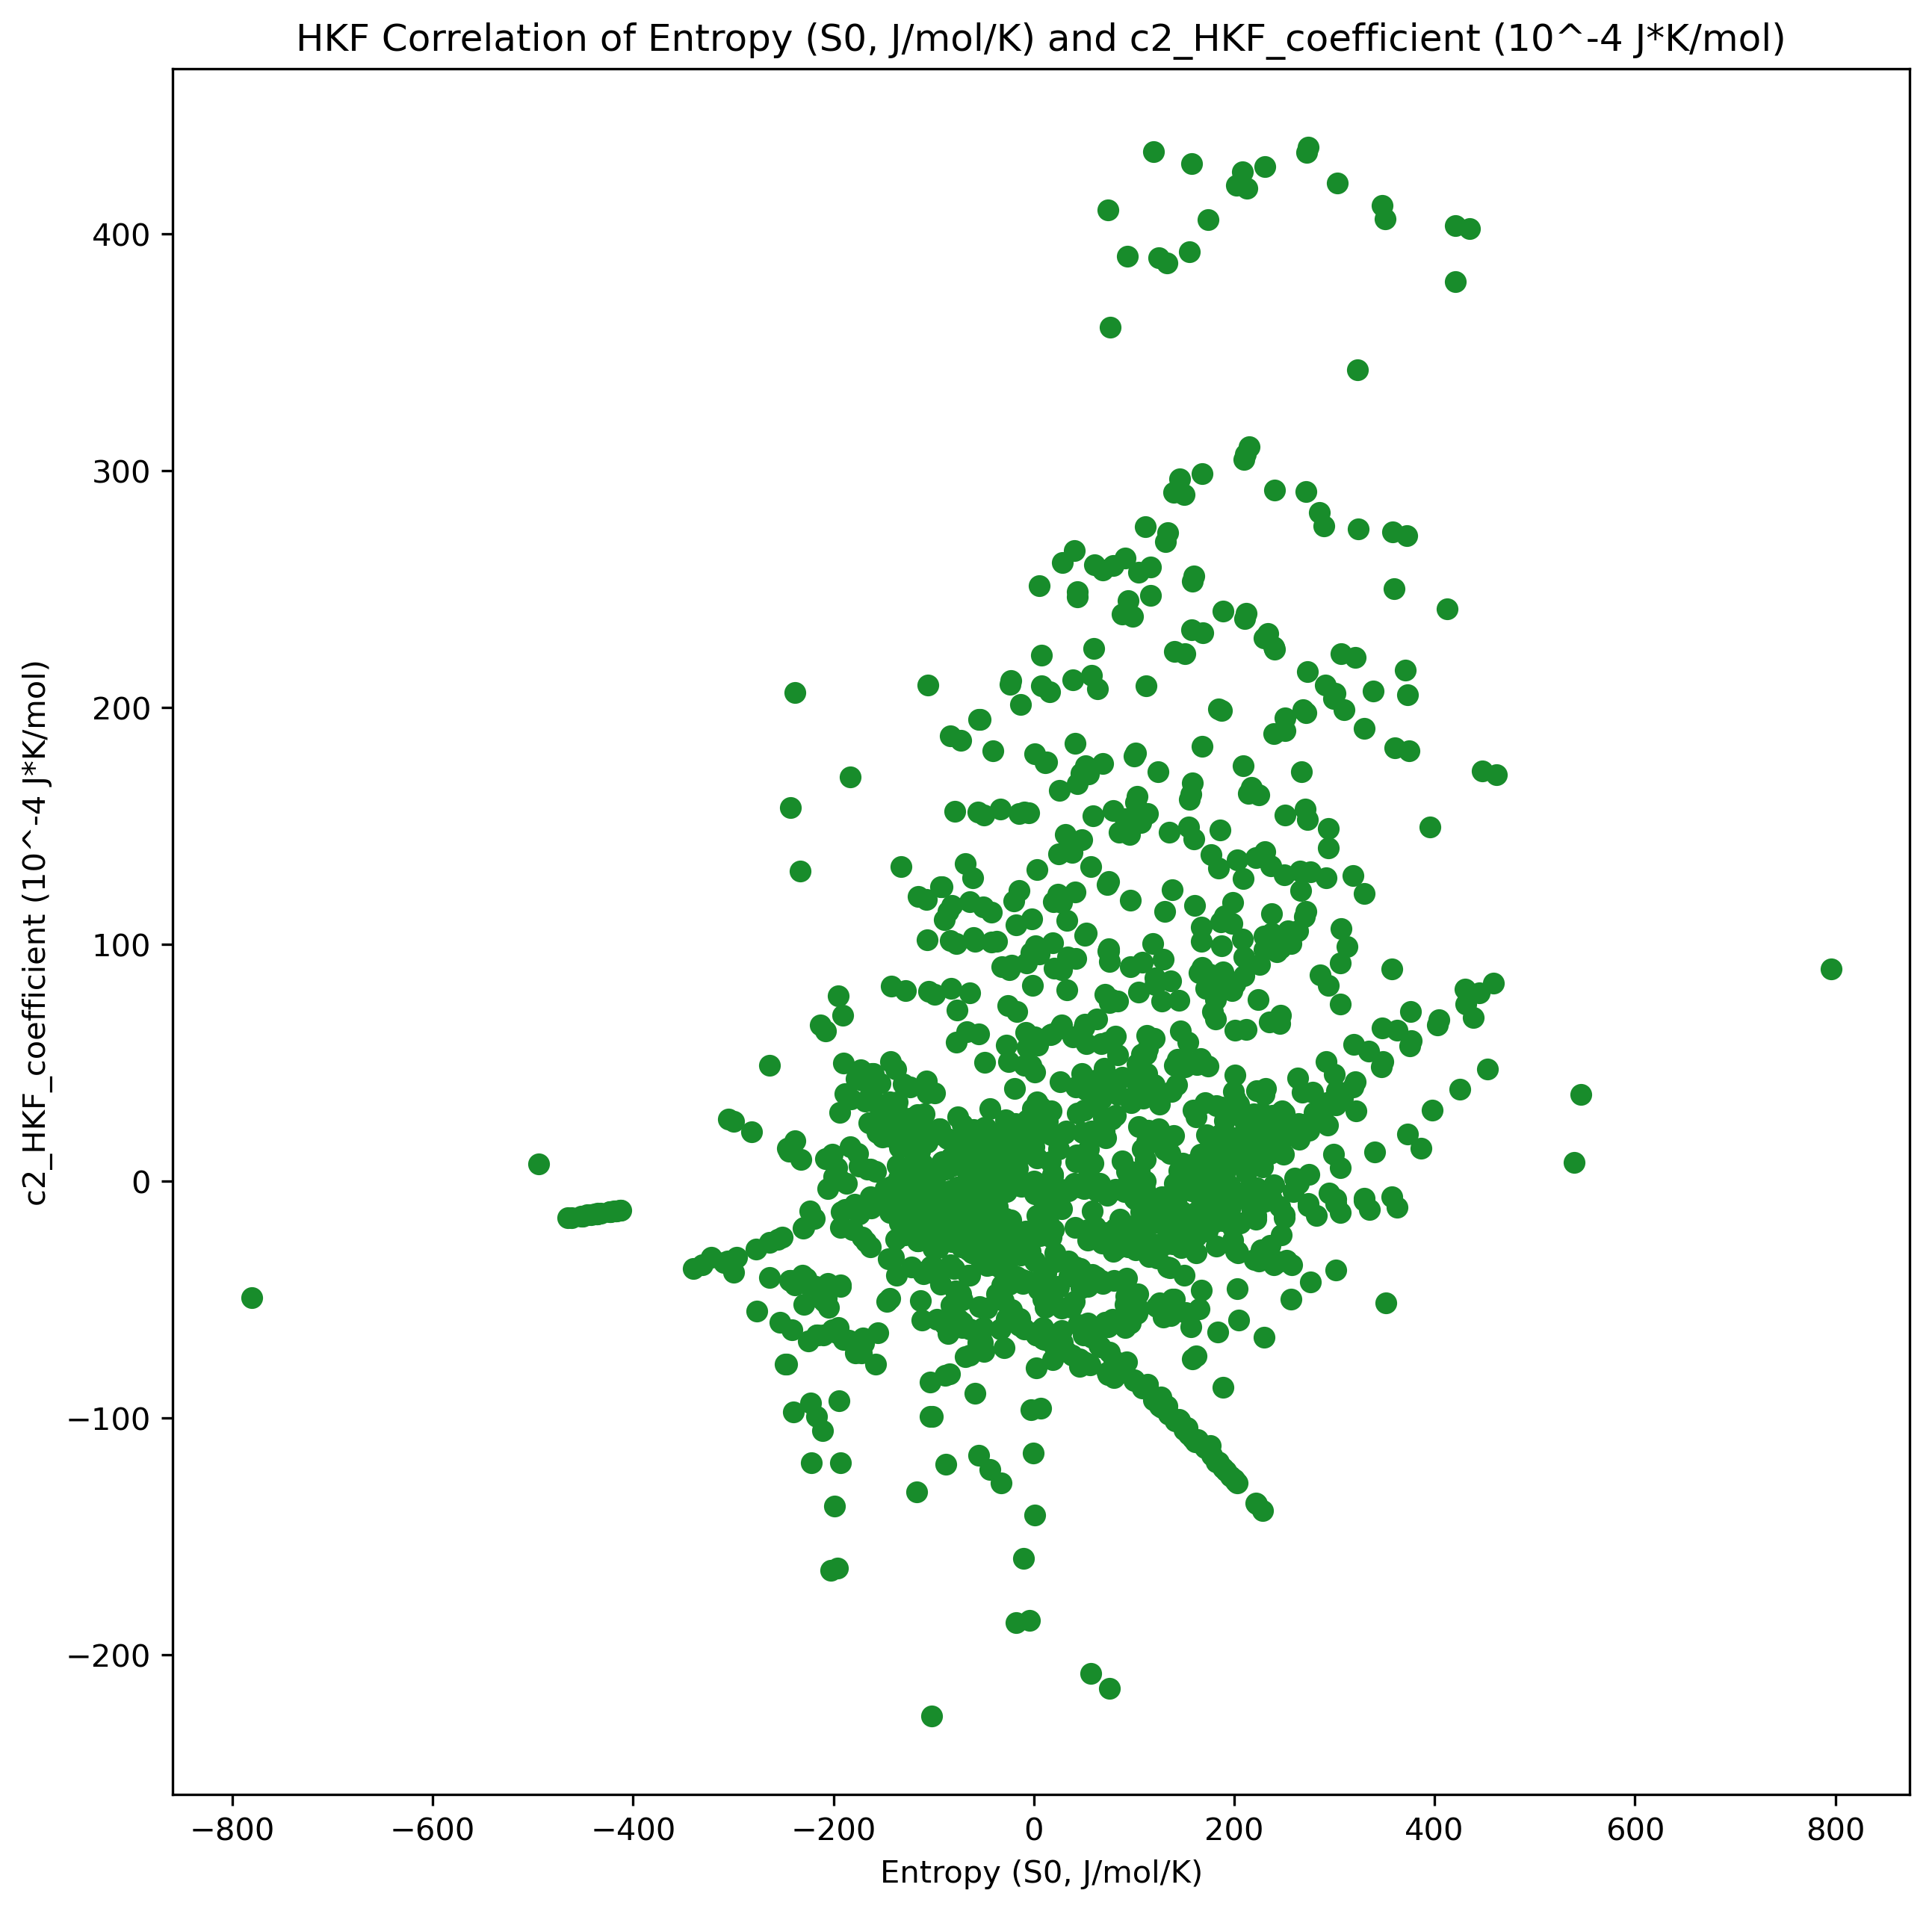 HKF Correlation of Entropy (S0, J/mol/K) and c2_HKF_coefficient (10^-4 J*K/mol)
c2_HKF_coefficient (10^-4 J*K/mol)
400
300
200
100
0
−100
−200
−800 −600 −400 −200 0 200 400 600 800
Entropy (S0, J/mol/K)